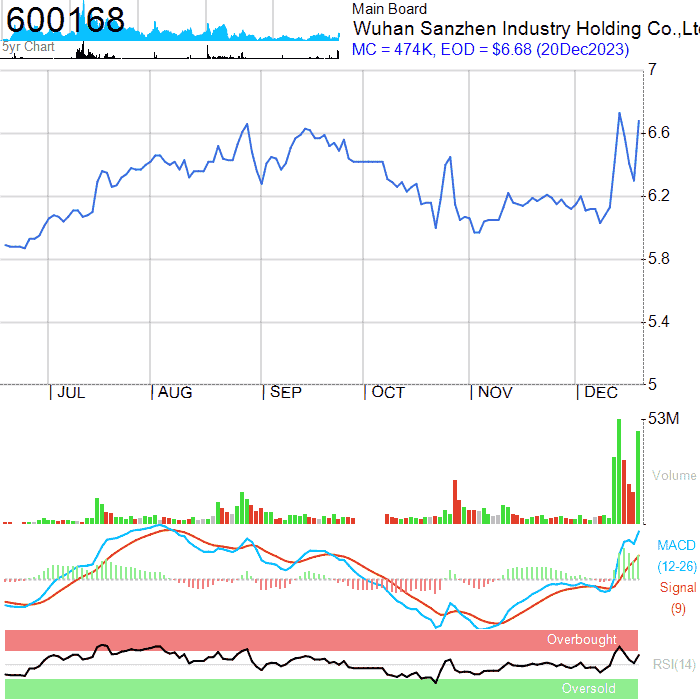 600168
5yr Chart
Main Board
Wuhan Sanzhen Industry Holding Co.,Lt
MC = 474K, EOD = $6.68 (20Dec2023)
7
6.6
6.2
5.8
5.4
5
JUL AUG SEP OCT NOV DEC
53M
Volume
MACD
(12-26)
Signal
(9)
Overbought
RSI(14)
Oversold